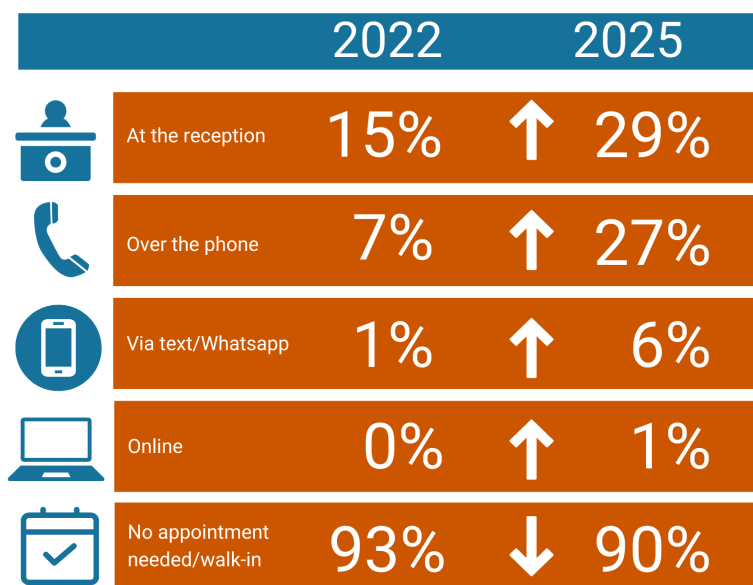 2022 2025
At the reception 15% 29%
Over the phone 7% 27%
Via text/Whatsapp 1% 6%
Online 0% 1%
No appointment
needed/walk-in 93% 90%